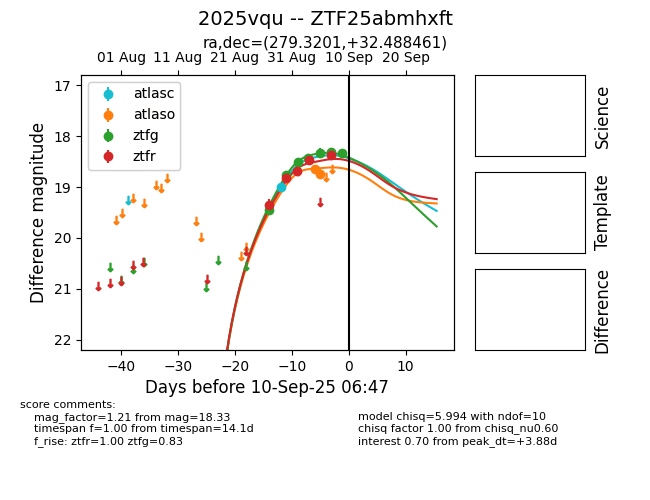 2025vqu -- ZTF25abmhxft
ra,dec=(279.3201,+32.488461)
01 Aug 11 Aug 21 Aug 31 Aug 10 Sep 20 Sep
17
18
19
20
21
22
Difference magnitude
atlasc
atlaso
ztfg
ztfr
−40 −30 −20 −10 0 10
Days before 10-Sep-25 06:47
Science
Template
Difference
score comments:
mag_factor=1.21 from mag=18.33
timespan f=1.00 from timespan=14.1d
f_rise: ztfr=1.00 ztfg=0.83
model chisq=5.994 with ndof=10
chisq factor 1.00 from chisq_nu0.60
interest 0.70 from peak_dt=+3.88d